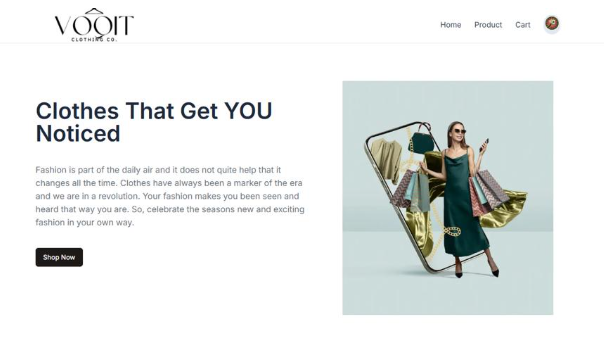 VOOIT
CLOTHING CO.
Home Product Cart
Clothes That Get YOU
Noticed
Fashion is part of the daily air and it does not quite help that it
changes all the time. Clothes have always been a marker of the era
and we are in a revolution. Your fashion makes you been seen and
heard that way you are. So, celebrate the seasons new and exciting
fashion in your own way.
Shop Now